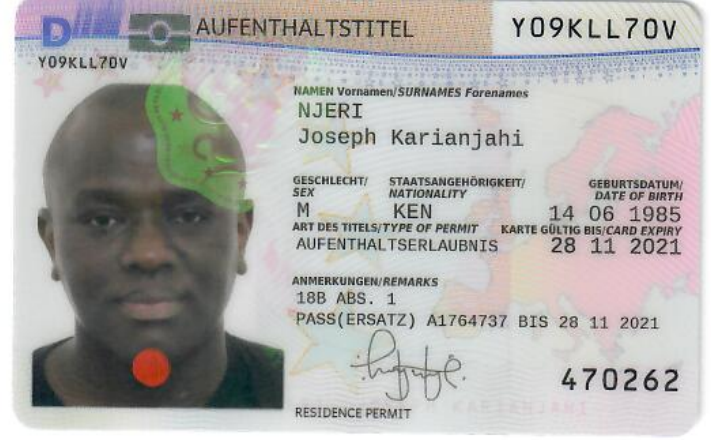 D AUFENTHALTSTITEL Y09KLL70V
Y09KLL70V
NAMEN Vornamen/SURNAMES Forenames
NJERI
Joseph Karianjahi
GESCHLECHT/ STAATSANGEHÖRIGKEIT/ GEBURTSDATUM/
SEX NATIONALITY DATE OF BIRTH
M KEN 14 06 1985
ART DES TITELS/TYPE OF PERMIT KARTE GÜLTIG BIS/CARD EXPIRY
AUFENTHALTSERLAUBNIS 28 11 2021
ANMERKUNGEN/REMARKS
18B ABS. 1
PASS(ERSATZ) A1764737 BIS 28 11 2021
470262
RESIDENCE PERMIT